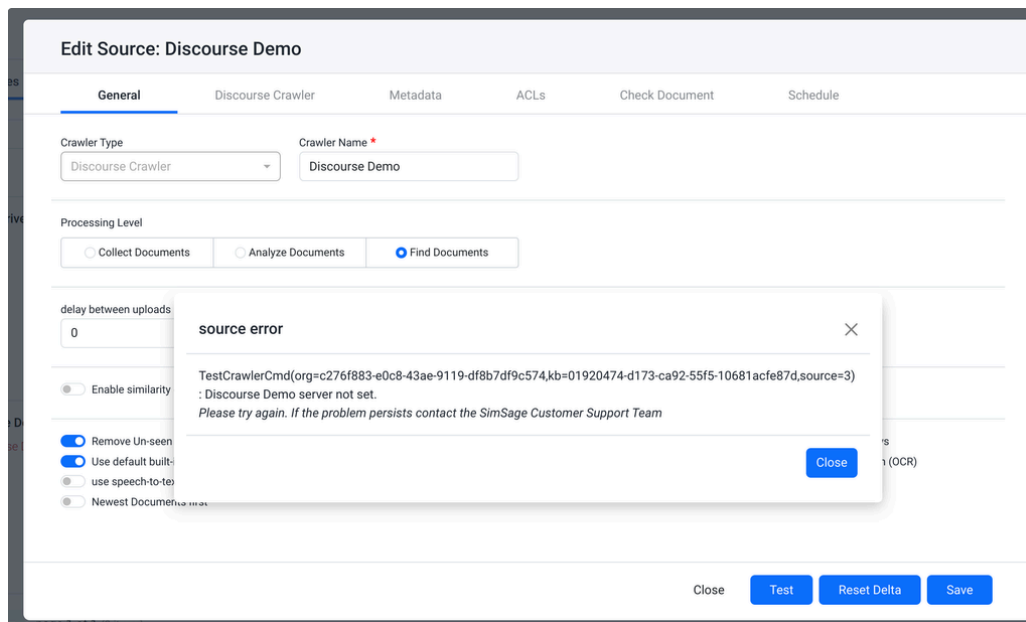 Edit Source: Discourse Demo
General Discourse Crawler Metadata ACLs Check Document Schedule
Crawler Type Crawler Name *
Discourse Crawler Discourse Demo
Processing Level
Collect Documents Analyze Documents Find Documents
delay between uploads
0
source error
TestCrawlerCmd(org=c276f883-e0c8-43ae-9119-df8b7df9c574,kb=01920474-d173-ca92-55f5-10681acfe87d,source=3)
: Discourse Demo server not set.
Please try again. If the problem persists contact the SimSage Customer Support Team
Close
Enable similarity
Remove Un-seen
Use default built- (OCR)
use speech-to-tex
Newest Documents first
Close Test Reset Delta Save